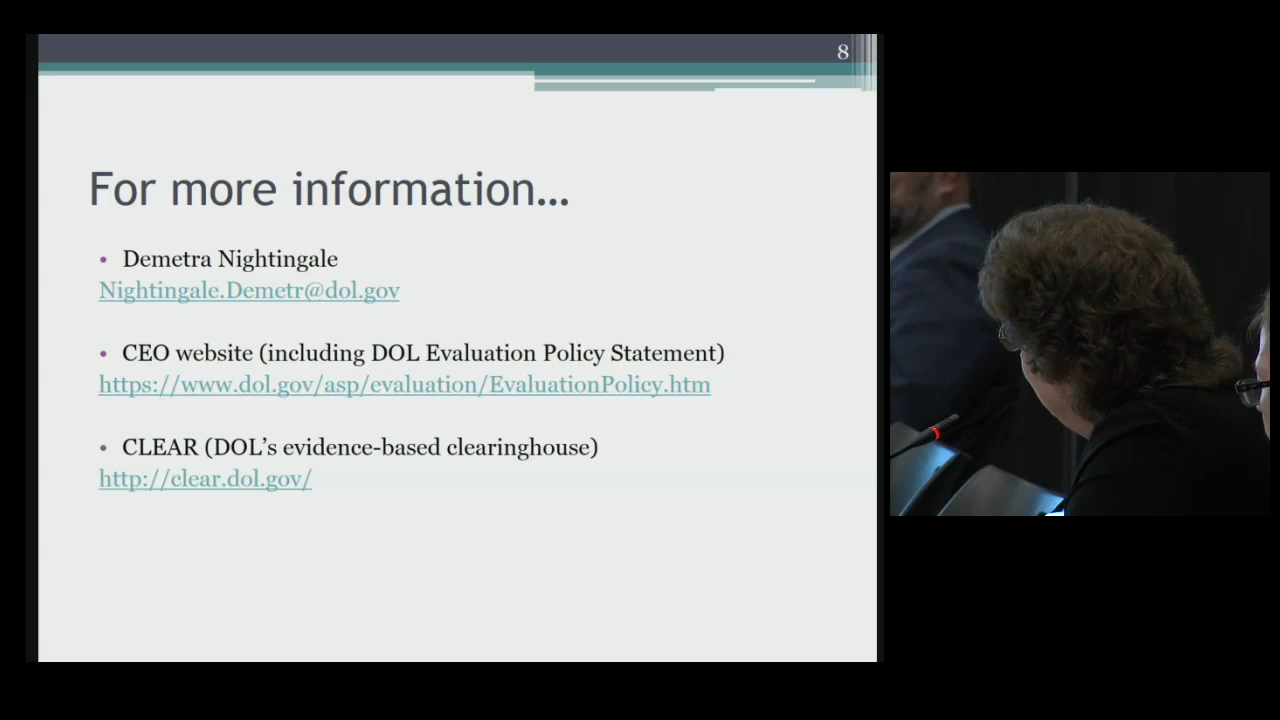 8
For more information…
• Demetra Nightingale
Nightingale.Demetr@dol.gov
• CEO website (including DOL Evaluation Policy Statement)
https://www.dol.gov/asp/evaluation/EvaluationPolicy.htm
• CLEAR (DOL’s evidence-based clearinghouse)
http://clear.dol.gov/